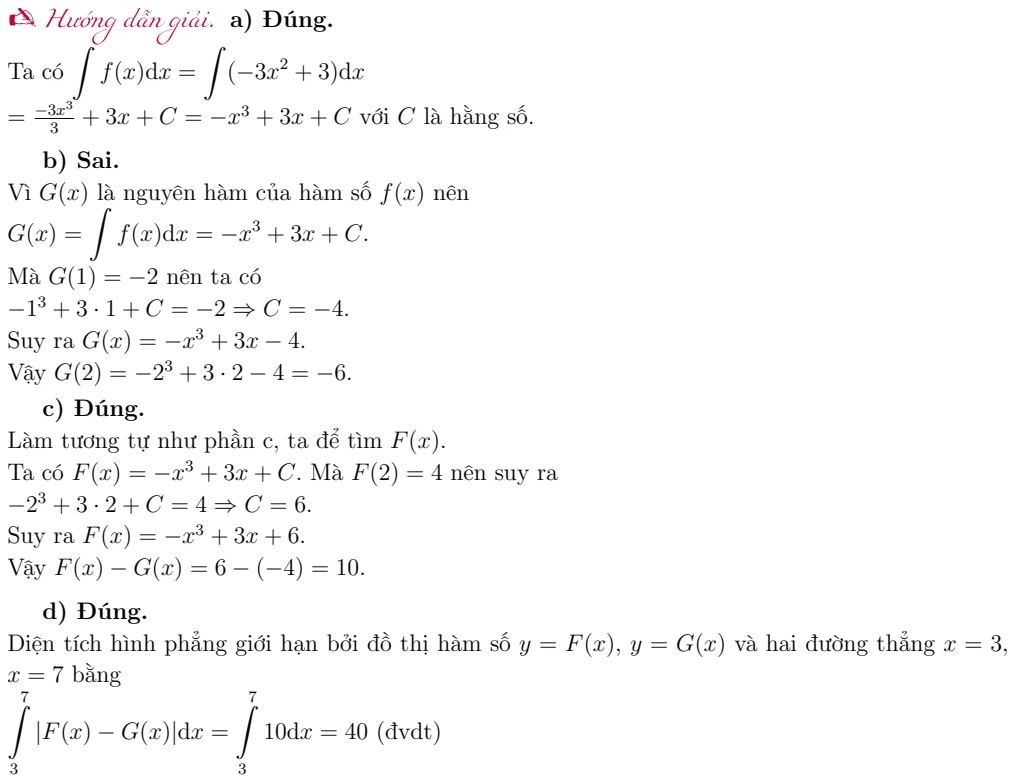 Hướng dẫn giải. a) Đúng.
Ta có ∫ f(x)dx = ∫ (−3x² + 3)dx
= −3x³/3 + 3x + C = −x³ + 3x + C với C là hằng số.
b) Sai.
Vì G(x) là nguyên hàm của hàm số f(x) nên
G(x) = ∫ f(x)dx = −x³ + 3x + C.
Mà G(1) = −2 nên ta có
−1³ + 3 · 1 + C = −2 ⇒ C = −4.
Suy ra G(x) = −x³ + 3x − 4.
Vậy G(2) = −2³ + 3 · 2 − 4 = −6.
c) Đúng.
Làm tương tự như phần c, ta để tìm F(x).
Ta có F(x) = −x³ + 3x + C. Mà F(2) = 4 nên suy ra
−2³ + 3 · 2 + C = 4 ⇒ C = 6.
Suy ra F(x) = −x³ + 3x + 6.
Vậy F(x) − G(x) = 6 − (−4) = 10.
d) Đúng.
Diện tích hình phẳng giới hạn bởi đồ thị hàm số y = F(x), y = G(x) và hai đường thẳng x = 3,
x = 7 bằng
∫₃⁷ |F(x) − G(x)|dx = ∫₃⁷ 10dx = 40 (đvdt)